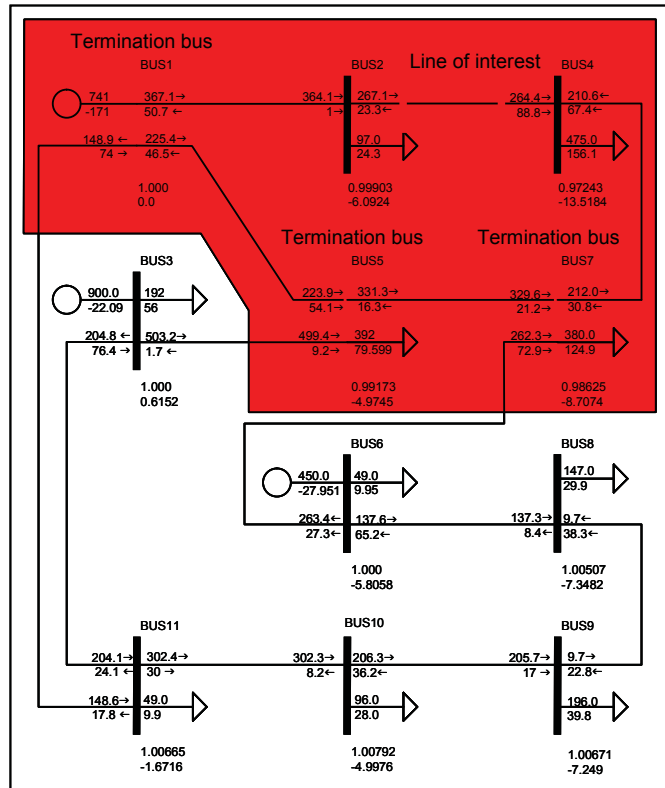 Termination bus
Line of interest
BUS1 BUS2 BUS4
741 367.1→ 364.1→ 267.1→ 264.4→ 210.6←
-171 50.7← 1→ 23.3← 88.8→ 67.4←
148.9← 225.4→ 97.0 475.0
74→ 46.5← 24.3 156.1
1.000 0.99903 0.97243
0.0 -6.0924 -13.5184
Termination bus Termination bus
BUS3 BUS5 BUS7
900.0 192 223.9→ 331.3→ 329.6→ 212.0→
-22.09 56 54.1→ 16.3← 21.2→ 30.8←
204.8← 503.2→ 499.4→ 392 262.3→ 380.0
76.4→ 1.7← 9.2→ 79.599 72.9→ 124.9
1.000 0.99173 0.98625
0.6152 -4.9745 -8.7074
BUS6 BUS8
450.0 49.0 147.0
-27.951 9.95 29.9
263.4← 137.6→ 137.3→ 9.7←
27.3← 65.2← 8.4← 38.3←
1.000 1.00507
-5.8058 -7.3482
BUS11 BUS10 BUS9
204.1→ 302.4→ 302.3→ 206.3→ 205.7→ 9.7→
24.1← 30→ 8.2← 36.2← 17→ 22.8←
148.6→ 49.0 96.0 196.0
17.8← 9.9 28.0 39.8
1.00665 1.00792 1.00671
-1.6716 -4.9976 -7.249